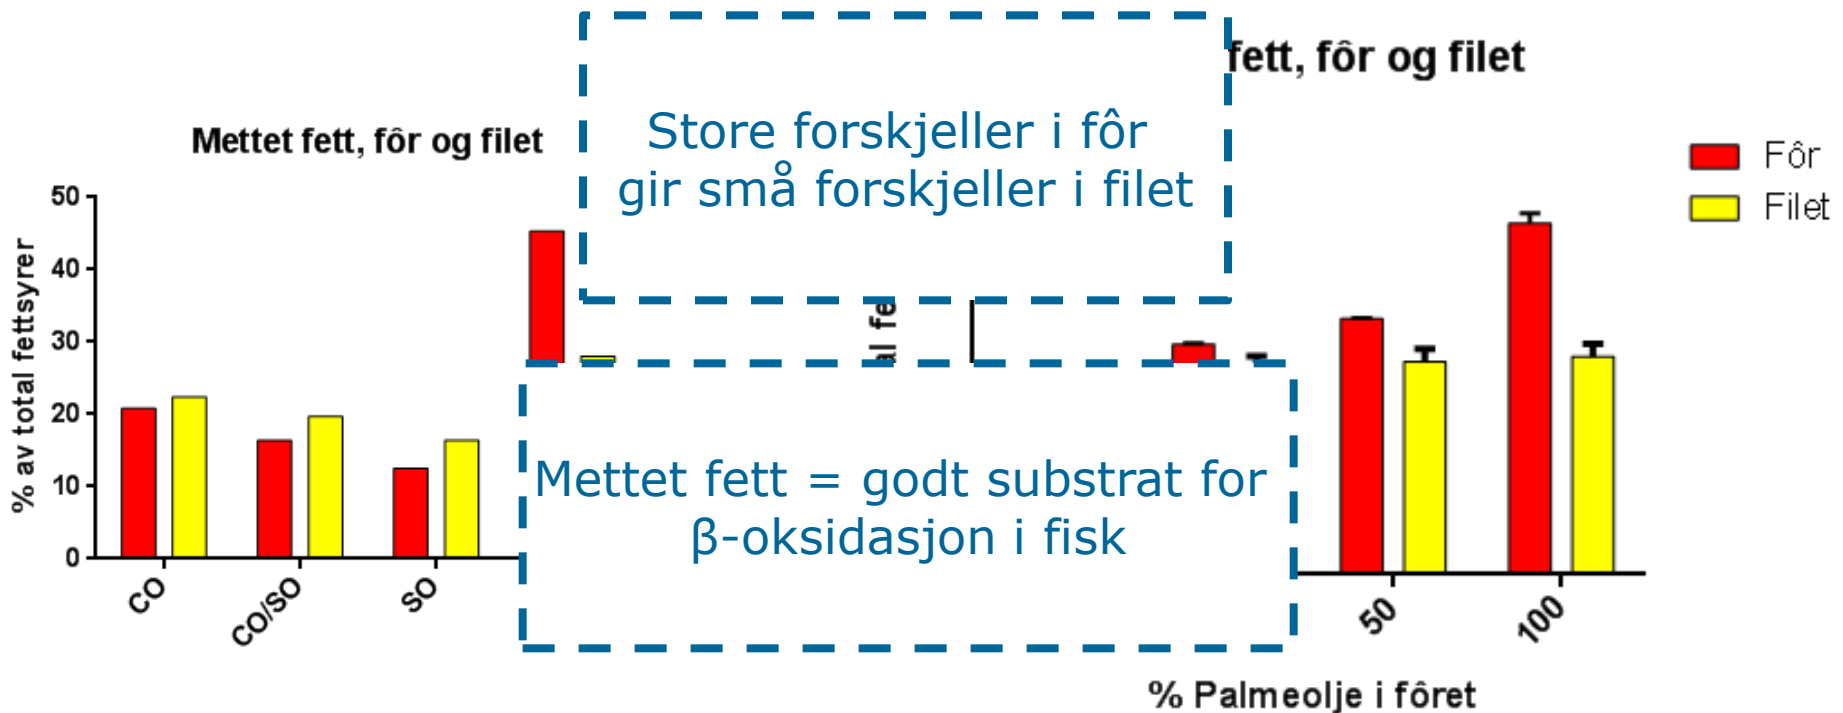 Mettet fett, fôr og filet
50
40
30
20
10
0
% av total fettsyrer
CO
CO/SO
SO
Store forskjeller i fôr
gir små forskjeller i filet
Mettet fett = godt substrat for
β-oksidasjon i fisk
fett, fôr og filet
al fe
50
100
% Palmeolje i fôret
Fôr
Filet